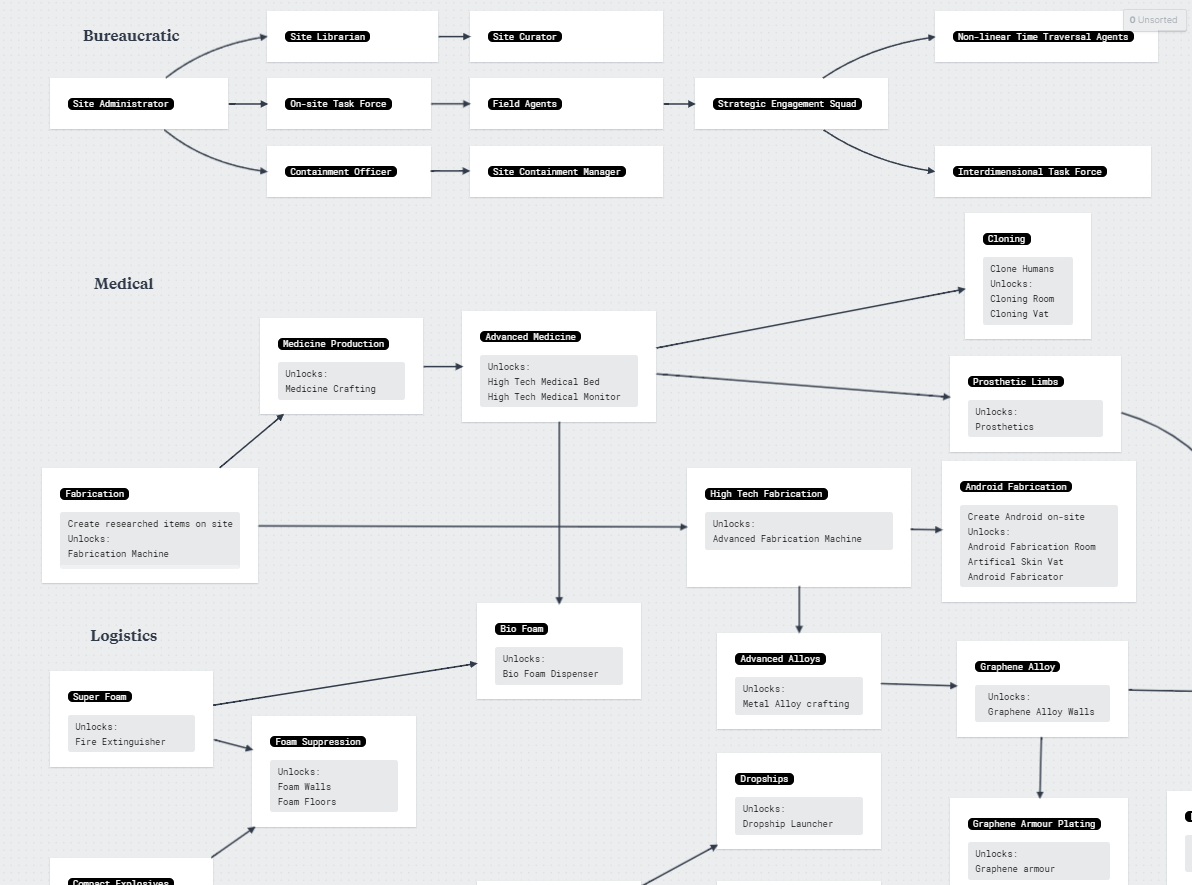 0 Unsorted
Bureaucratic
Site Librarian
Site Curator
Non-linear Time Traversal Agents
Site Administrator
On-site Task Force
Field Agents
Strategic Engagement Squad
Containment Officer
Site Containment Manager
Interdimensional Task Force
Medical
Cloning
Clone Humans
Unlocks:
Cloning Room
Cloning Vat
Medicine Production
Unlocks:
Medicine Crafting
Advanced Medicine
Unlocks:
High Tech Medical Bed
High Tech Medical Monitor
Prosthetic Limbs
Unlocks:
Prosthetics
Fabrication
Create researched items on site
Unlocks:
Fabrication Machine
High Tech Fabrication
Unlocks:
Advanced Fabrication Machine
Android Fabrication
Create Android on-site
Unlocks:
Android Fabrication Room
Artifical Skin Vat
Android Fabricator
Logistics
Bio Foam
Unlocks:
Bio Foam Dispenser
Super Foam
Unlocks:
Fire Extinguisher
Advanced Alloys
Unlocks:
Metal Alloy crafting
Graphene Alloy
Unlocks:
Graphene Alloy Walls
Foam Suppression
Unlocks:
Foam Walls
Foam Floors
Dropships
Unlocks:
Dropship Launcher
Graphene Armour Plating
Unlocks:
Graphene armour
Compact Explosives